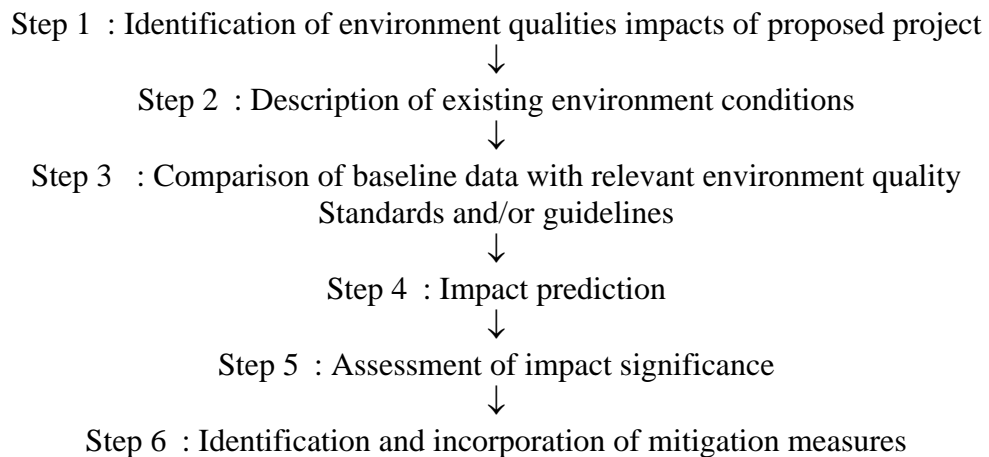 Step 1 : Identification of environment qualities impacts of proposed project
↓
Step 2 : Description of existing environment conditions
↓
Step 3 : Comparison of baseline data with relevant environment quality
Standards and/or guidelines
↓
Step 4 : Impact prediction
↓
Step 5 : Assessment of impact significance
↓
Step 6 : Identification and incorporation of mitigation measures